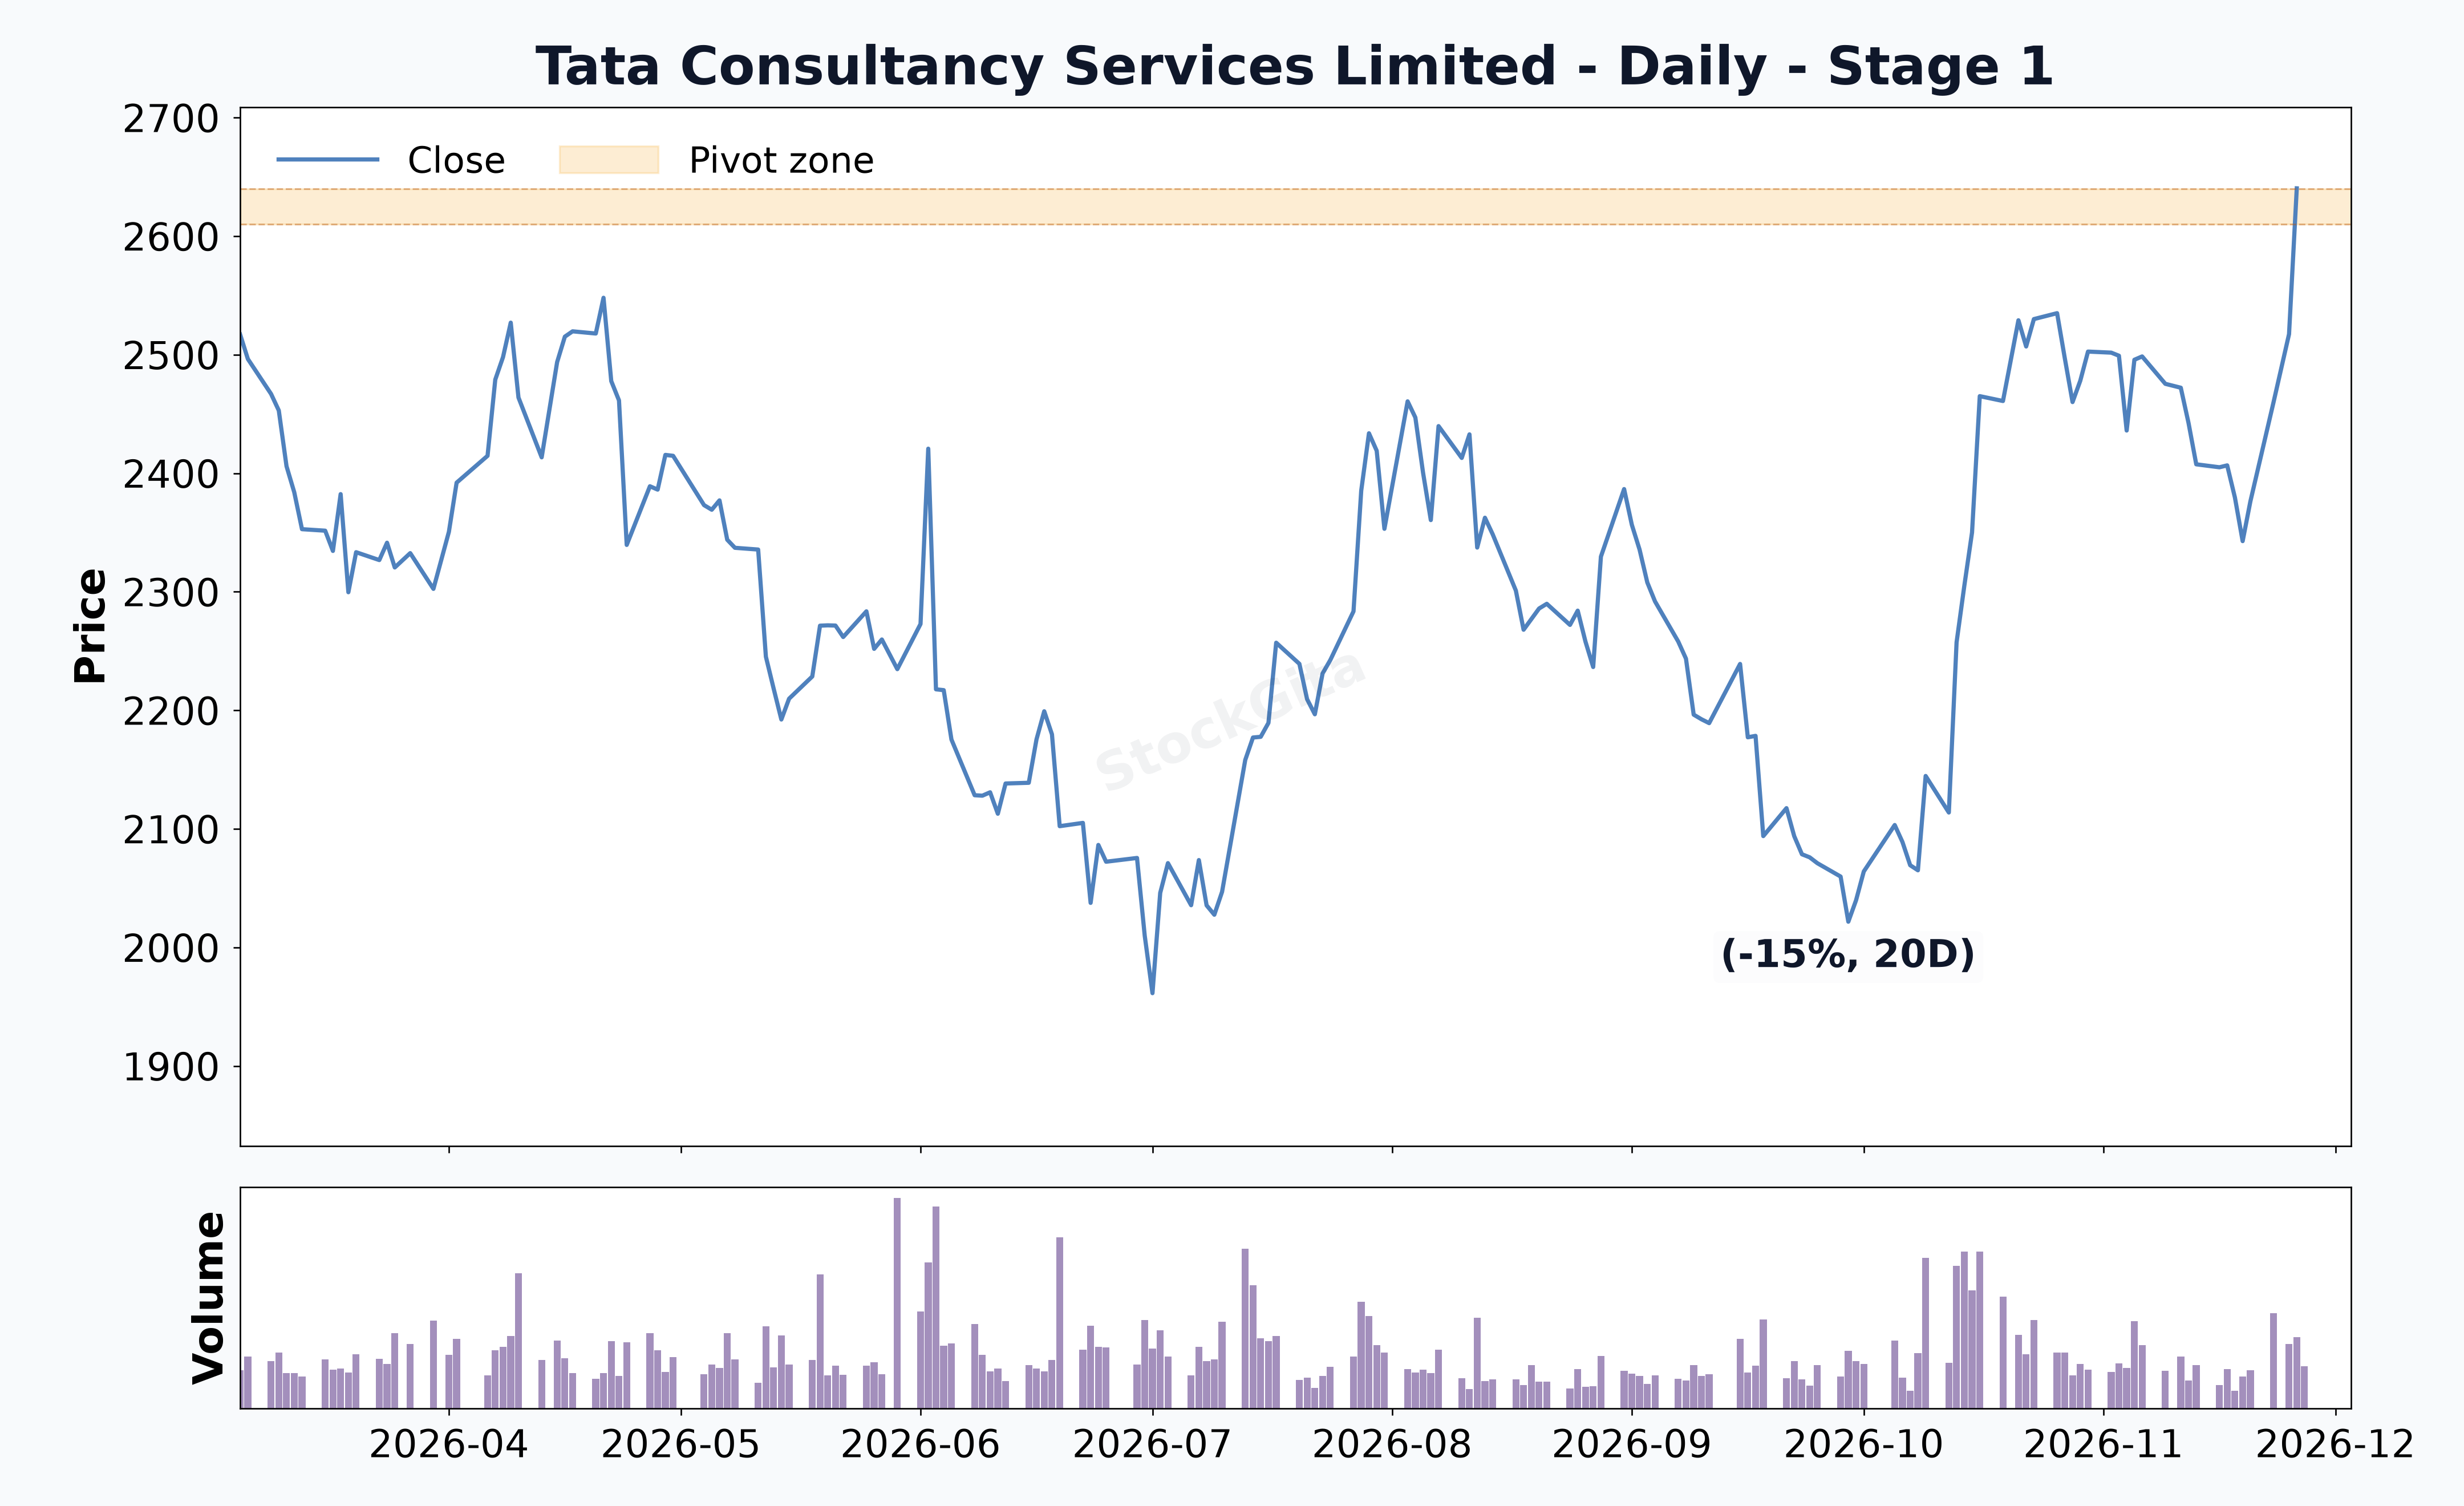 Tata Consultancy Services Limited - Daily - Stage 1
Close
Pivot zone
Price
2700
2600
2500
2400
2300
2200
2100
2000
1900
StockGita
(-15%, 20D)
Volume
2026-04
2026-05
2026-06
2026-07
2026-08
2026-09
2026-10
2026-11
2026-12